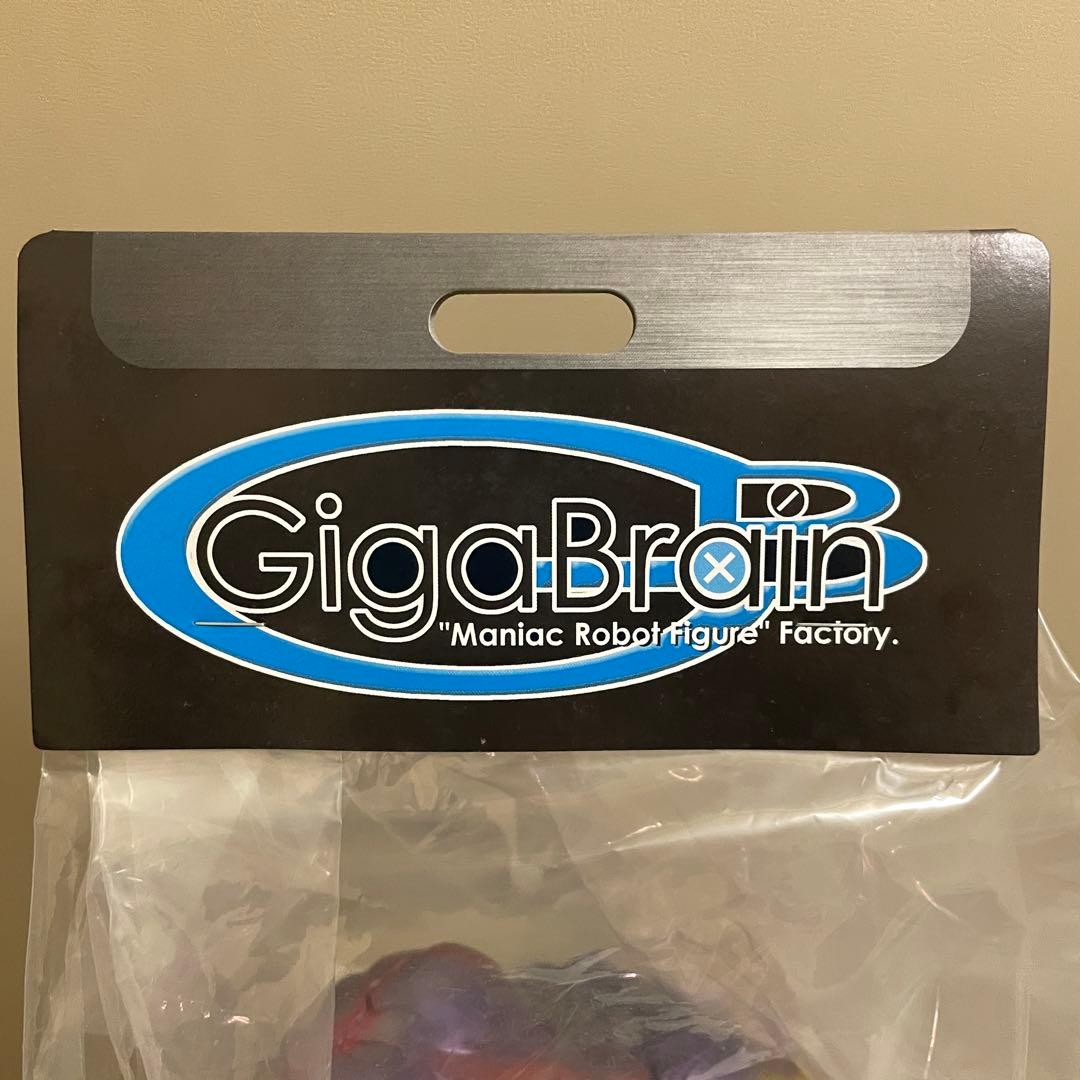 GigaBrain
"Maniac Robot Figure" Factory.